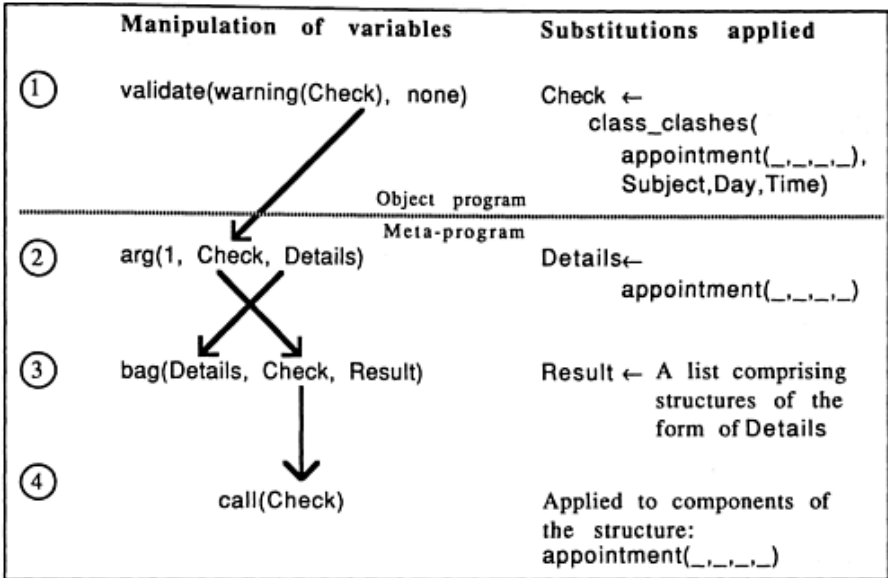 Manipulation of variables Substitutions applied
1 validate(warning(Check), none) Check ←
class_clashes(
appointment(_,_,_,_),
Subject,Day,Time)
Object program
Meta-program
2 arg(1, Check, Details) Details←
appointment(_,_,_,_)
3 bag(Details, Check, Result) Result ← A list comprising
structures of the
form of Details
4 call(Check) Applied to components of
the structure:
appointment(_,_,_,_)